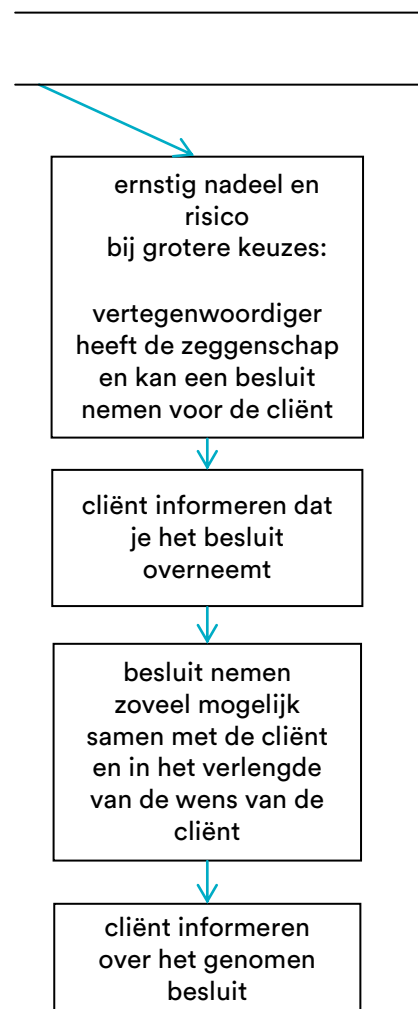 ernstig nadeel en
risico
bij grotere keuzes:
vertegenwoordiger
heeft de zeggenschap
en kan een besluit
nemen voor de cliënt
cliënt informeren dat
je het besluit
overneemt
besluit nemen
zoveel mogelijk
samen met de cliënt
en in het verlengde
van de wens van de
cliënt
cliënt informeren
over het genomen
besluit